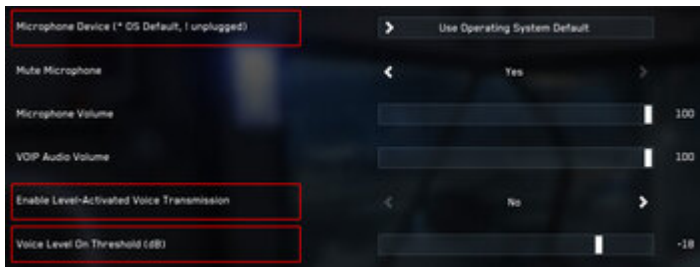 Microphone Device (* OS Default, ! unplugged)
Use Operating System Default
Mute Microphone
Yes
Microphone Volume
100
VOIP Audio Volume
100
Enable Level-Activated Voice Transmission
No
Voice Level On Threshold (dB)
-18